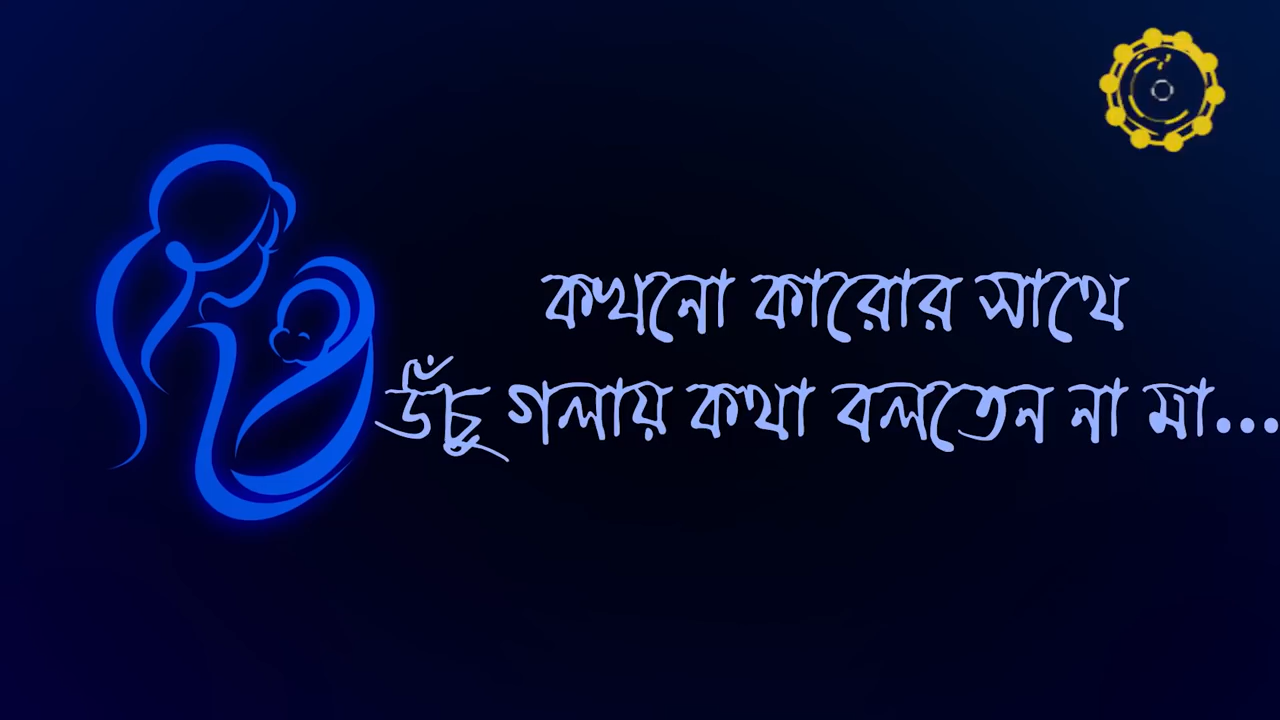 কখনো কারোর সাথে
উঁচু গলায় কথা বলতেন না মা...